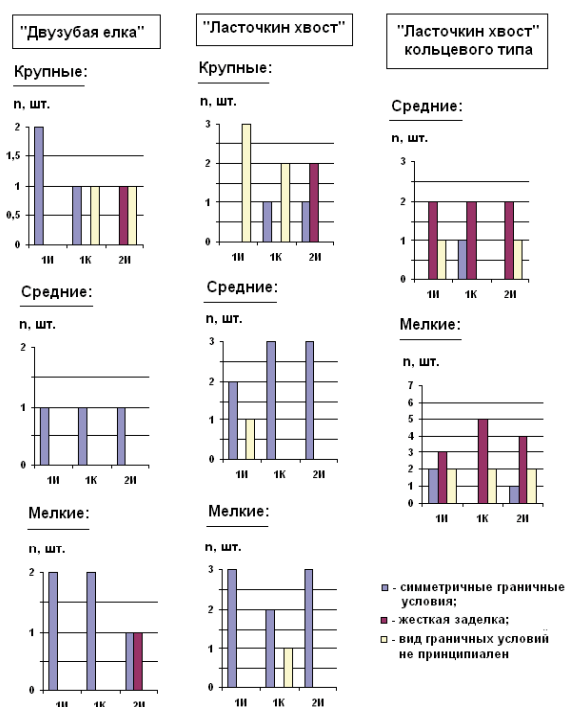 "Двузубая елка"
Крупные:
n, шт.
2
1,5
1
0,5
0
1И 1К 2И
Средние:
n, шт.
2
1
0
1И 1К 2И
Мелкие:
n, шт.
2
1
0
1И 1К 2И
"Ласточкин хвост"
Крупные:
n, шт.
3
2
1
0
1И 1К 2И
Средние:
n, шт.
3
2
1
0
1И 1К 2И
Мелкие:
n, шт.
3
2
1
0
1И 1К 2И
"Ласточкин хвост"
кольцевого типа
Средние:
n, шт.
3
2
1
0
1И 1К 2И
Мелкие:
n, шт.
7
6
5
4
3
2
1
0
1И 1К 2И
- симметричные граничные
условия;
- жесткая заделка;
- вид граничных условий
не принципиален